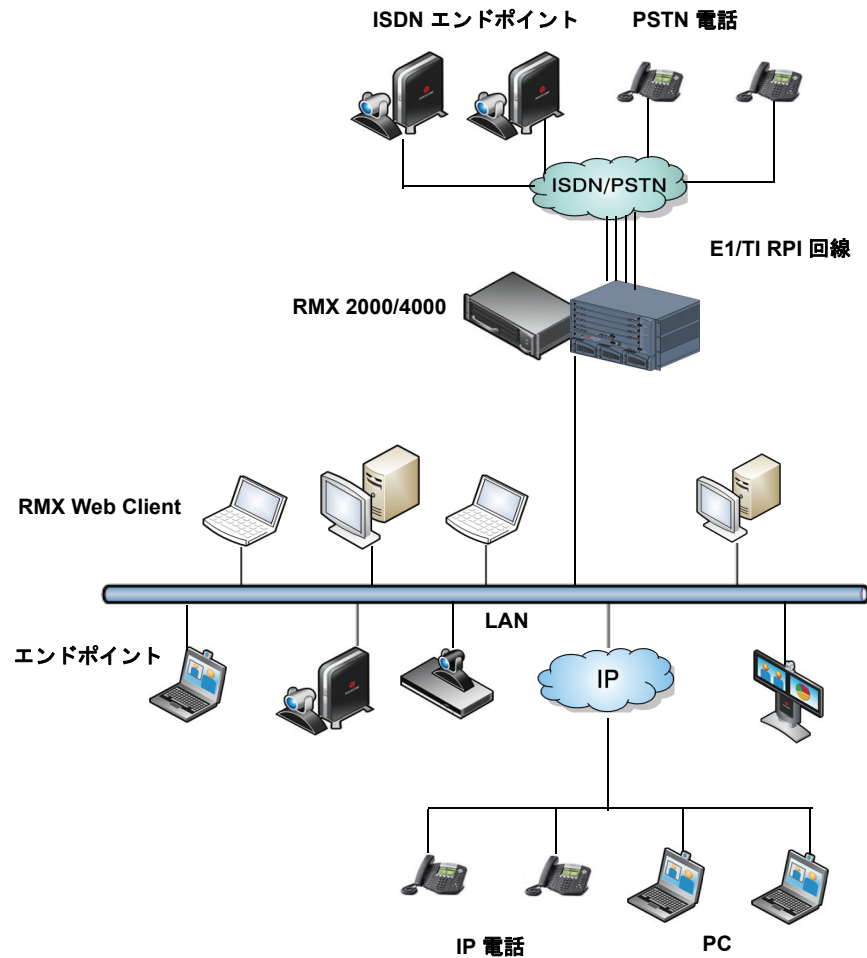 ISDN エンドポイント
PSTN 電話
ISDN/PSTN
E1/TI RPI 回線
RMX 2000/4000
RMX Web Client
LAN
エンドポイント
IP
IP 電話
PC